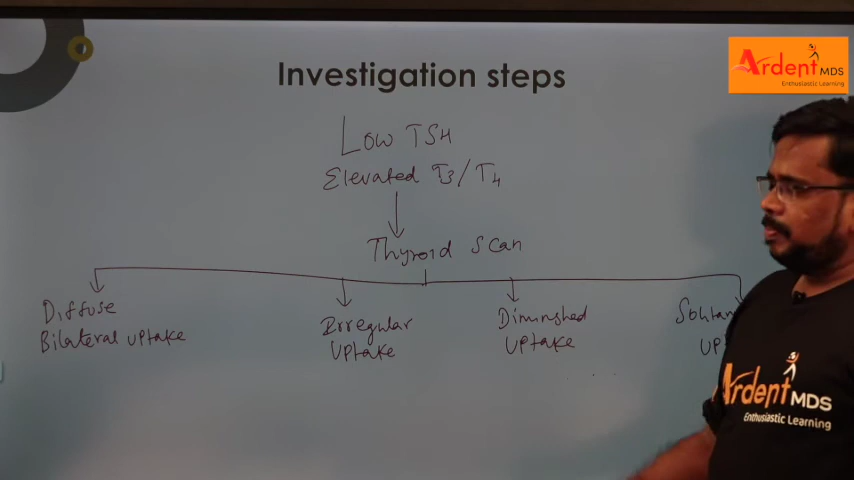 Investigation steps
Ardent MDS
Enthusiastic Learning
Low TSH
Elevated T3/T4
Thyroid Scan
Diffuse
Bilateral uptake
Irregular
Uptake
Diminshed
uptake
Ardent MDS
Enthusiastic Learning